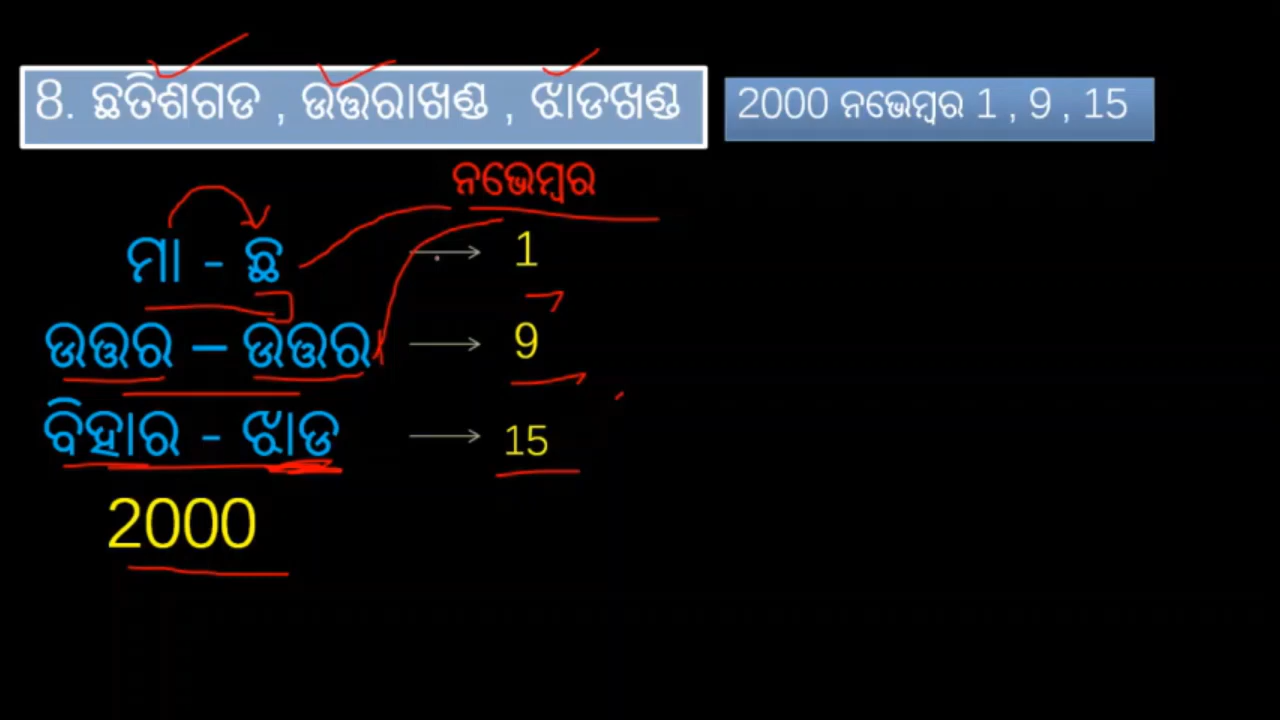 8. ଛତିଶଗଡ , ଉତ୍ତରାଖଣ୍ଡ , ଝାଡଖଣ୍ଡ
2000 ନଭେମ୍ବର 1 , 9 , 15
ନଭେମ୍ବର
ମା - ଛ → 1
ଉତ୍ତର – ଉତ୍ତର → 9
ବିହାର - ଝାଡ → 15
2000